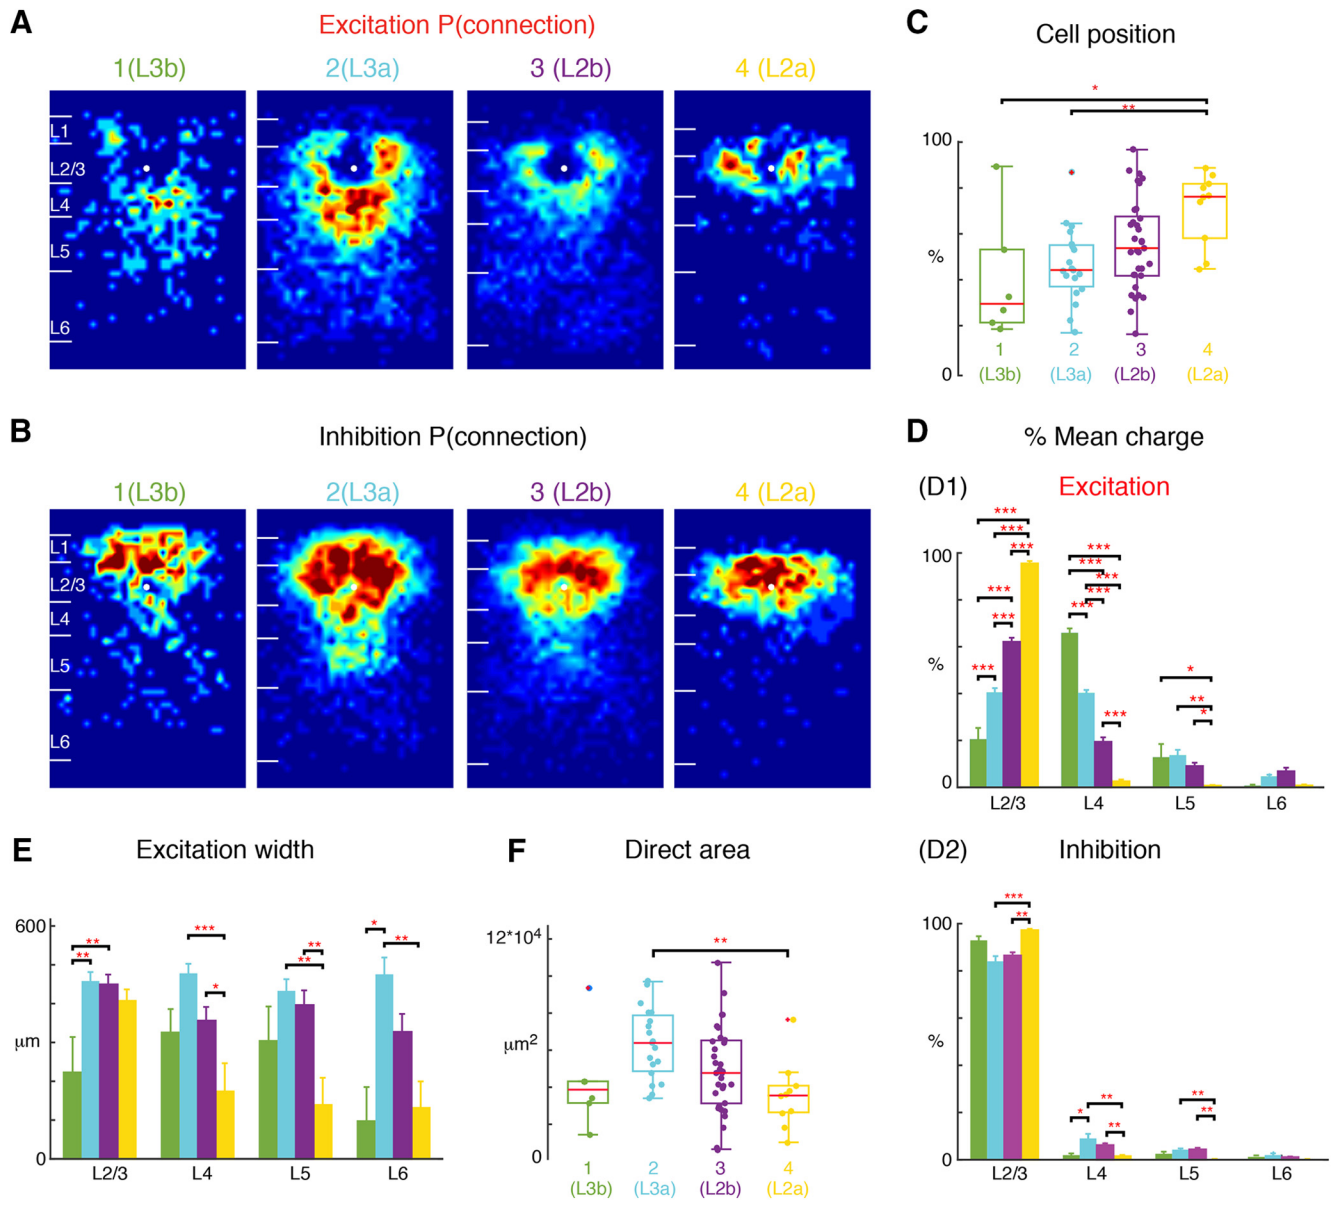 A
Excitation P(connection)
1(L3b)
2(L3a)
3 (L2b)
4 (L2a)
L1
L2/3
L4
L5
L6
B
Inhibition P(connection)
1(L3b)
2(L3a)
3 (L2b)
4 (L2a)
L1
L2/3
L4
L5
L6
C
Cell position
*
**
100
%
0
1
2
3
4
(L3b)
(L3a)
(L2b)
(L2a)
D
% Mean charge
(D1)
Excitation
***
***
***
***
***
***
***
***
***
***
***
***
*
**
*
100
%
0
L2/3
L4
L5
L6
E
Excitation width
600
μm
0
**
**
***
*
**
**
*
**
L2/3
L4
L5
L6
F
Direct area
12*10⁴
μm²
0
**
1
2
3
4
(L3b)
(L3a)
(L2b)
(L2a)
(D2)
Inhibition
100
%
0
***
**
*
**
**
**
**
L2/3
L4
L5
L6